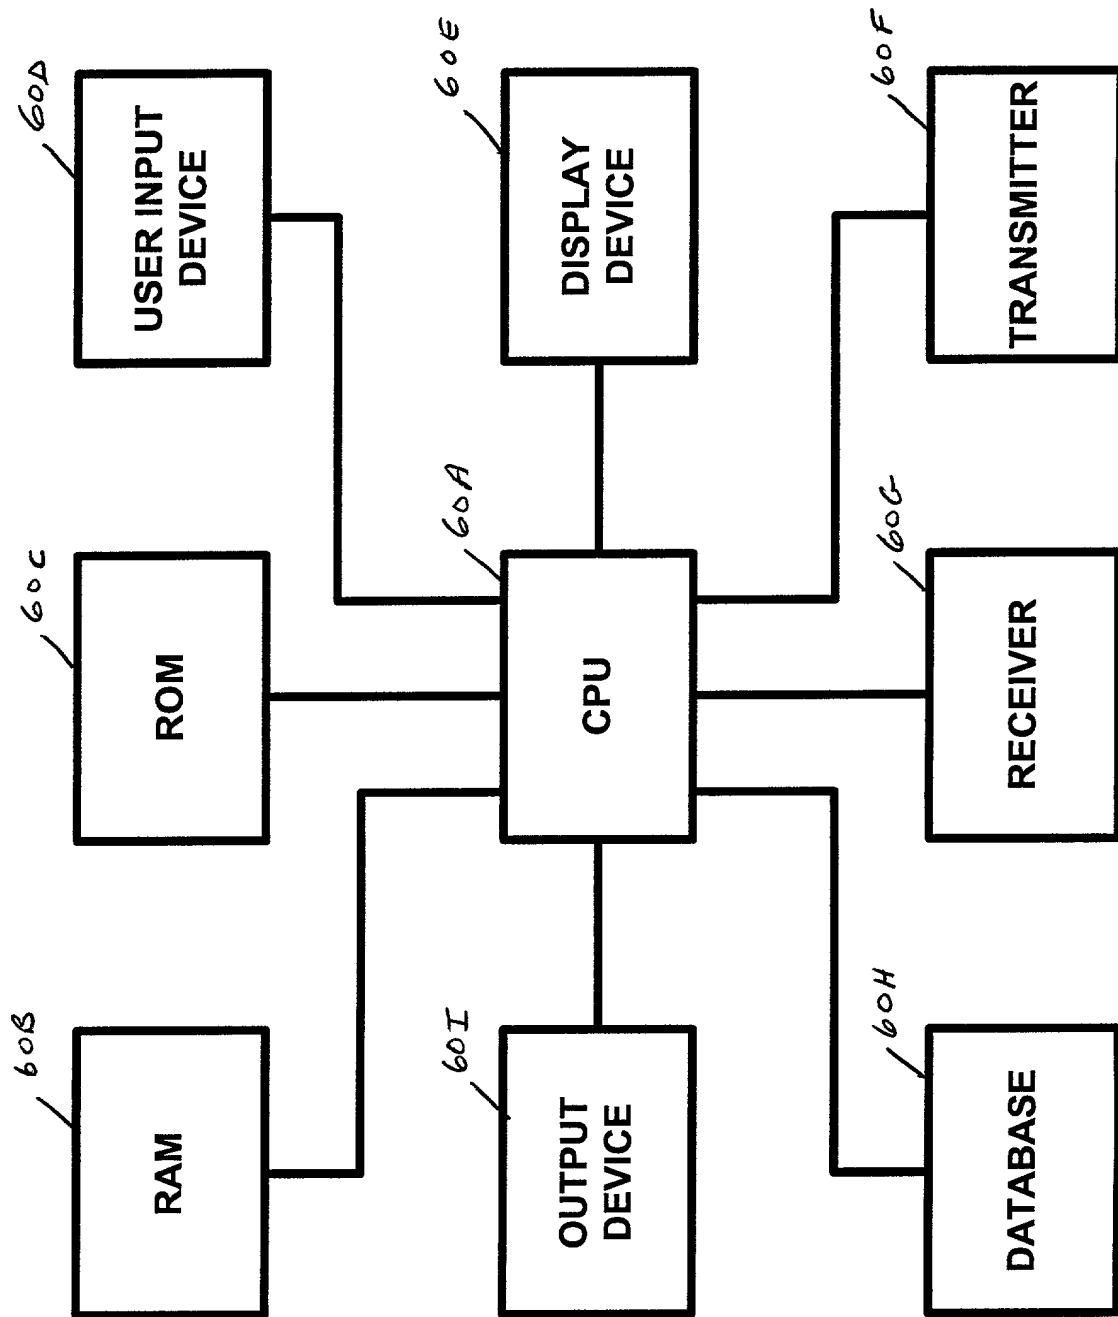 60B
RAM
60C
ROM
60D
USER INPUT
DEVICE
60I
OUTPUT
DEVICE
60A
CPU
60E
DISPLAY
DEVICE
60H
DATABASE
60G
RECEIVER
60F
TRANSMITTER